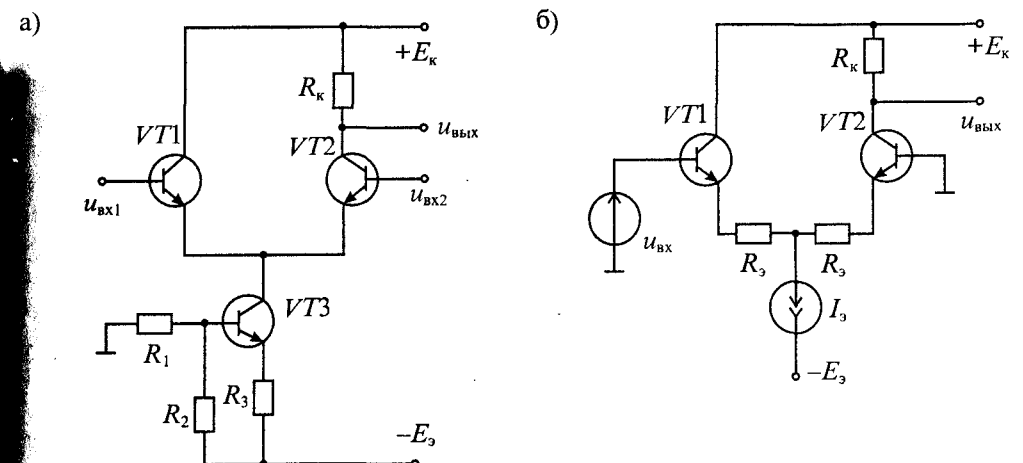 а)
+Eк
Rк
uвых
VT1
VT2
uвх1
uвх2
VT3
R1
R2
R3
−Eэ
б)
+Eк
Rк
uвых
VT1
VT2
uвх
Rэ
Rэ
Iэ
−Eэ